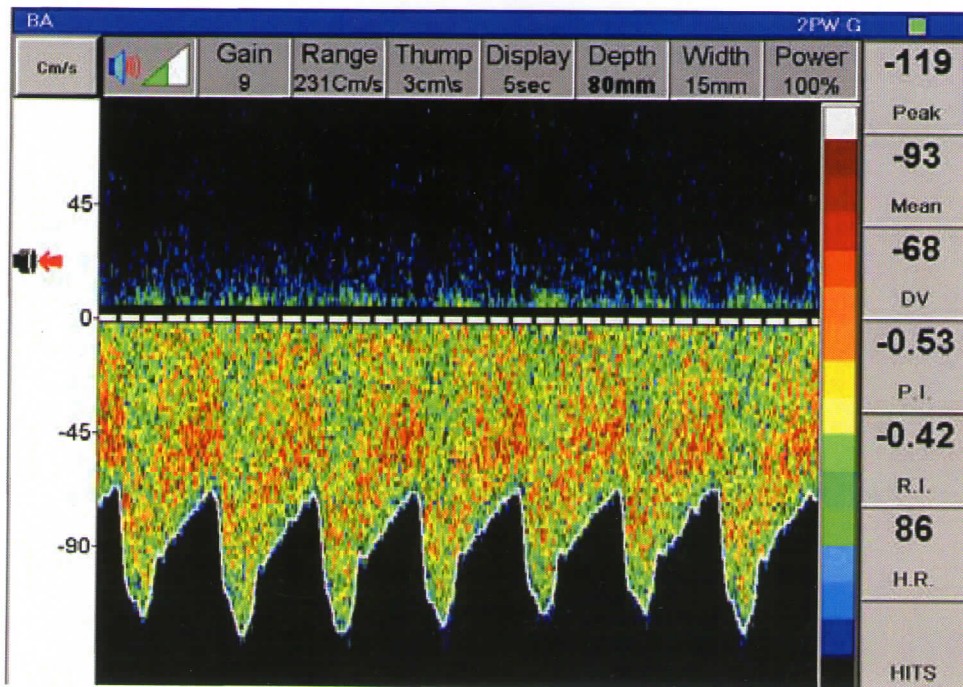 BA 2PW-G
Cm/s
Gain
9
Range
231Cm/s
Thump
3cm\s
Display
5sec
Depth
80mm
Width
15mm
Power
100%
-119
Peak
-93
Mean
-68
DV
-0.53
P.I.
-0.42
R.I.
86
H.R.
HITS
45
0
-45
-90